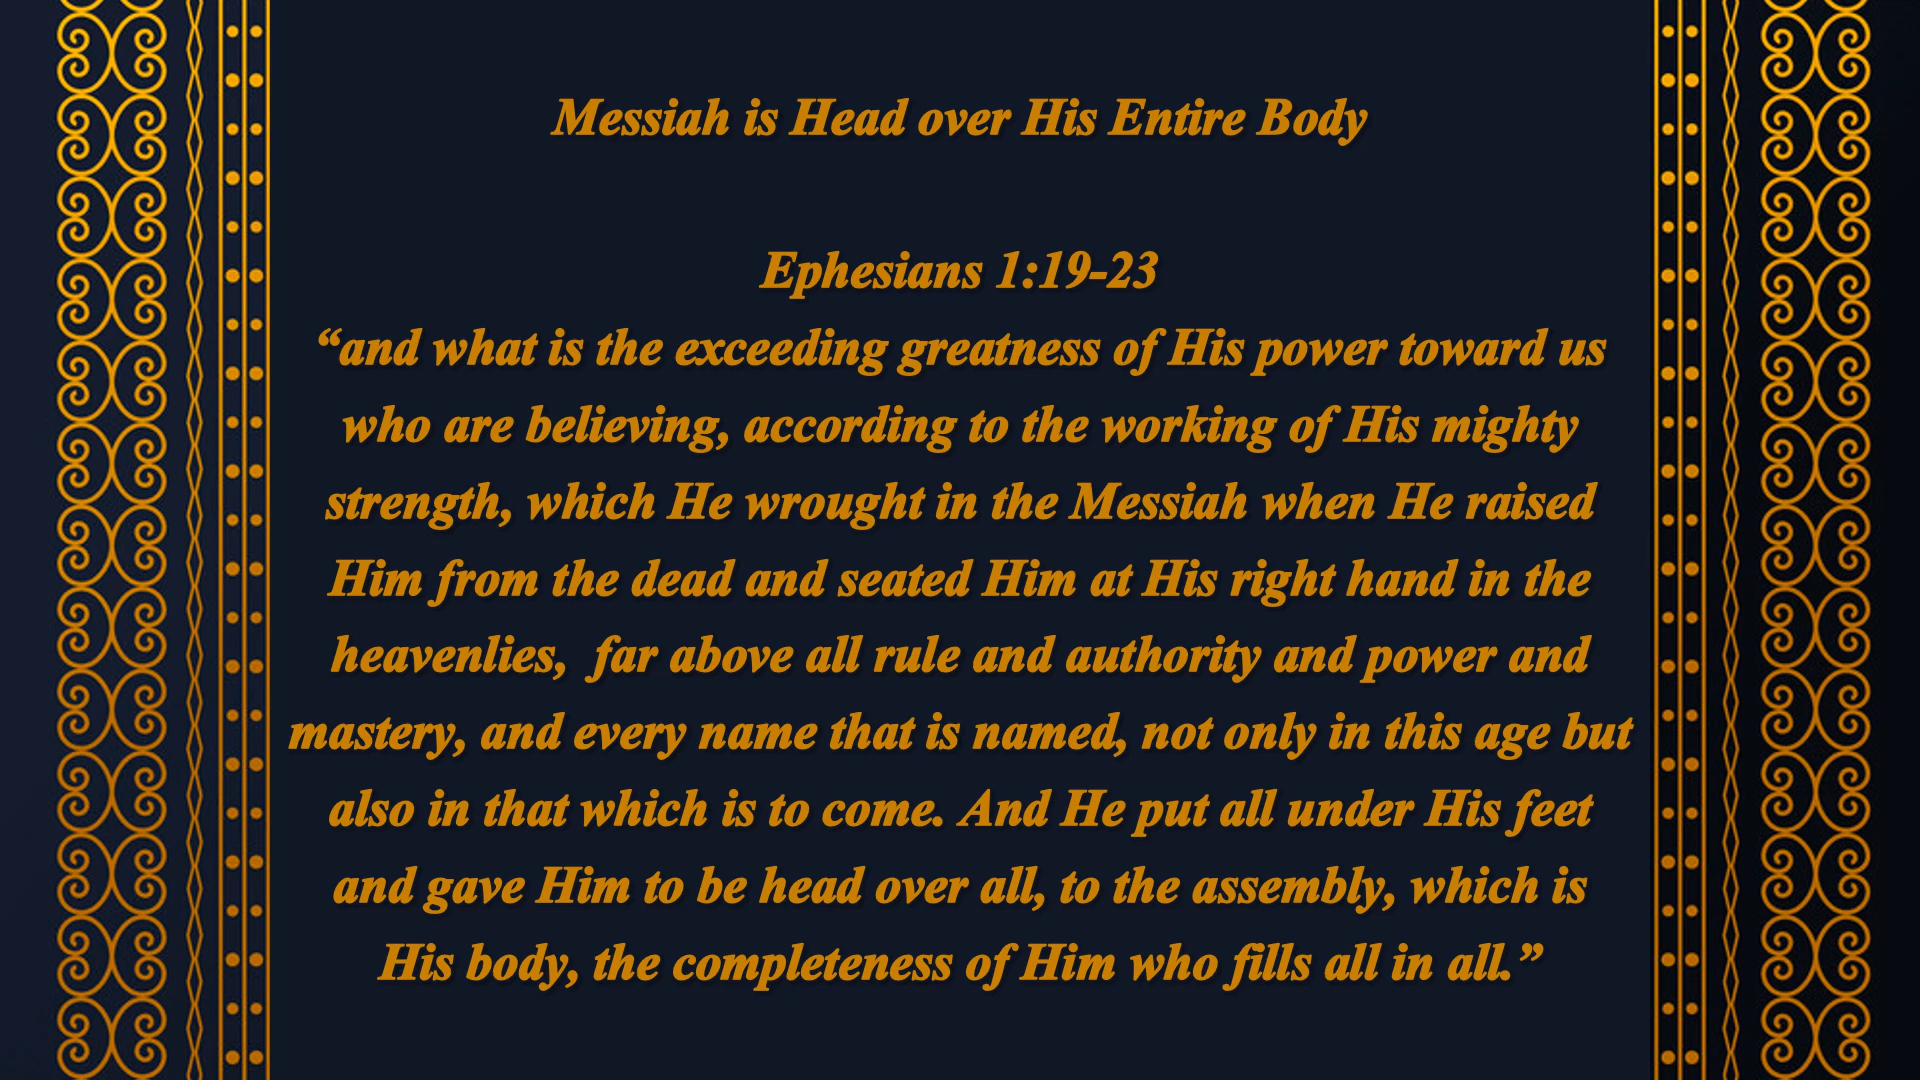 Messiah is Head over His Entire Body
Ephesians 1:19-23
“and what is the exceeding greatness of His power toward us
who are believing, according to the working of His mighty
strength, which He wrought in the Messiah when He raised
Him from the dead and seated Him at His right hand in the
heavenlies,  far above all rule and authority and power and
mastery, and every name that is named, not only in this age but
also in that which is to come. And He put all under His feet
and gave Him to be head over all, to the assembly, which is
His body, the completeness of Him who fills all in all.”